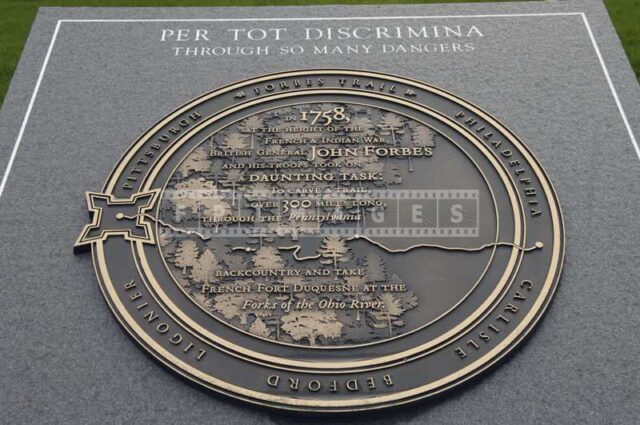 PER TOT DISCRIMINA
THROUGH SO MANY DANGERS
FORBES TRAIL
PITTSBURGH
PHILADELPHIA
IN 1758,
AT THE HEIGHT OF THE
FRENCH & INDIAN WAR,
BRITISH GENERAL JOHN FORBES
AND HIS TROOPS TOOK ON
A DAUNTING TASK:
TO CARVE A TRAIL,
OVER 300 MILES LONG,
THROUGH THE Pennsylvania
BACKCOUNTRY AND TAKE
FRENCH FORT DUQUESNE AT THE
Forks of the Ohio River.
LIGONIER
CARLISLE
BEDFORD